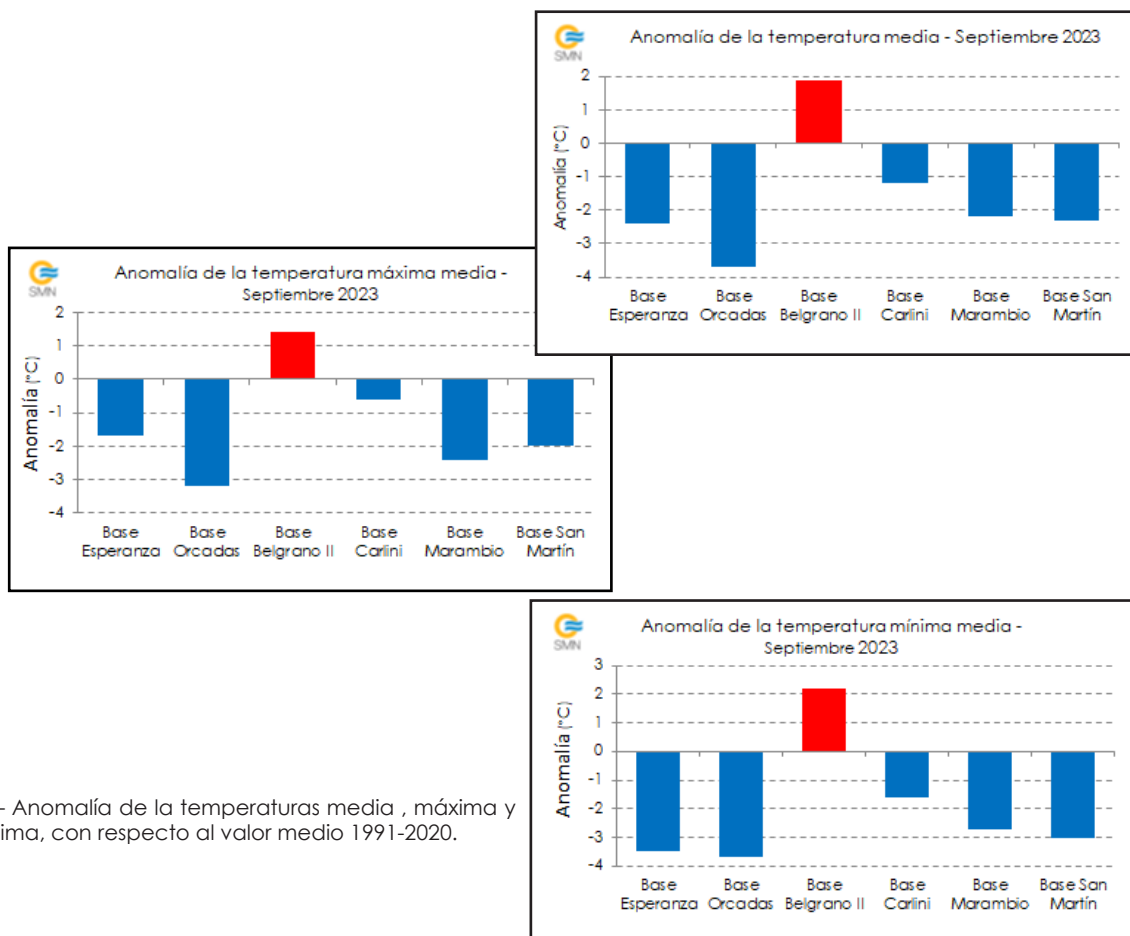 SMN
Anomalía de la temperatura media - Septiembre 2023
Anomalía (°C)
2
1
0
-1
-2
-3
-4
Base Esperanza
Base Orcadas
Base Belgrano II
Base Carlini
Base Marambio
Base San Martín
SMN
Anomalía de la temperatura máxima media -
Septiembre 2023
Anomalía (°C)
2
1
0
-1
-2
-3
-4
Base Esperanza
Base Orcadas
Base Belgrano II
Base Carlini
Base Marambio
Base San Martín
SMN
Anomalía de la temperatura mínima media -
Septiembre 2023
Anomalía (°C)
3
2
1
0
-1
-2
-3
-4
Base Esperanza
Base Orcadas
Base Belgrano II
Base Carlini
Base Marambio
Base San Martín
- Anomalía de la temperaturas media , máxima y
ima, con respecto al valor medio 1991-2020.